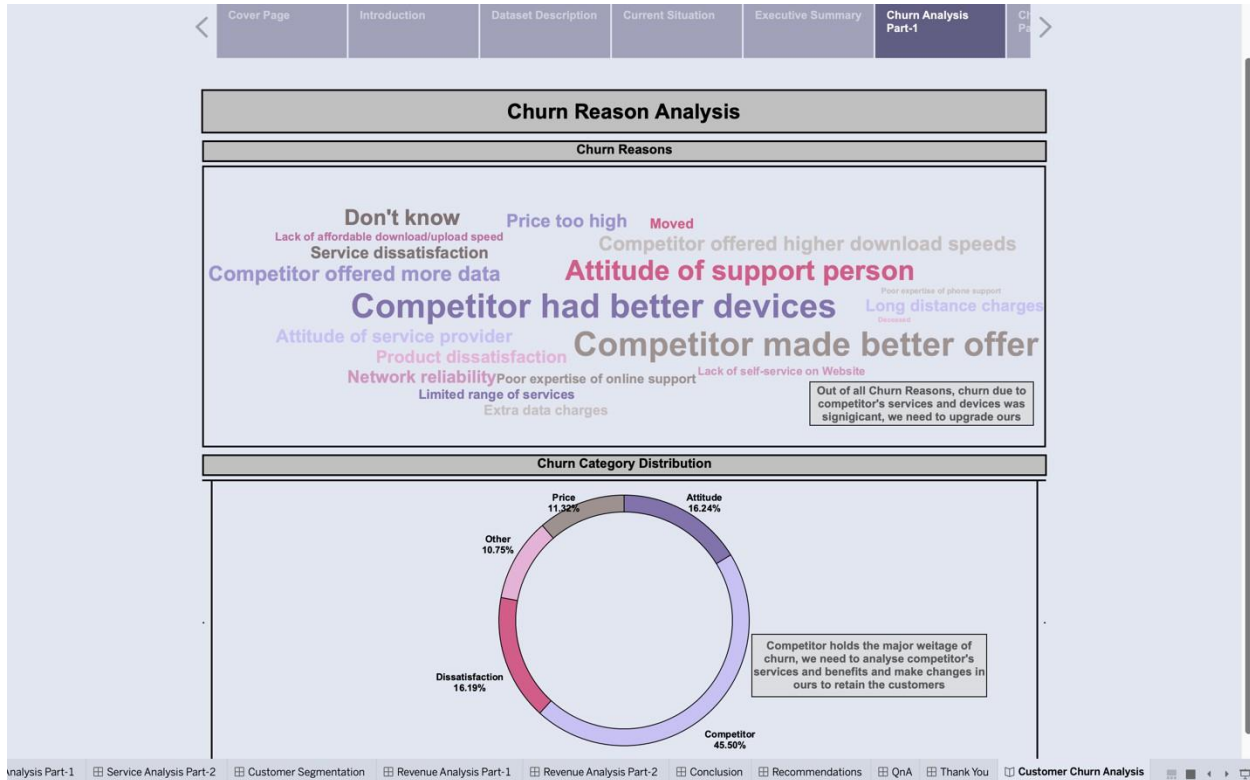 Cover Page
Introduction
Dataset Description
Current Situation
Executive Summary
Churn Analysis
Part-1
Ch
Pa
Churn Reason Analysis
Churn Reasons
Don't know
Price too high
Moved
Lack of affordable download/upload speed
Competitor offered higher download speeds
Service dissatisfaction
Competitor offered more data
Attitude of support person
Poor expertise of phone support
Competitor had better devices
Long distance charges
Deceased
Attitude of service provider
Competitor made better offer
Product dissatisfaction
Lack of self-service on Website
Network reliability
Poor expertise of online support
Limited range of services
Extra data charges
Out of all Churn Reasons, churn due to
competitor's services and devices was
signigicant, we need to upgrade ours
Churn Category Distribution
Price
11.32%
Attitude
16.24%
Other
10.75%
Competitor holds the major weitage of
churn, we need to analyse competitor's
services and benefits and make changes in
ours to retain the customers
Dissatisfaction
16.19%
Competitor
45.50%
nalysis Part-1
Service Analysis Part-2
Customer Segmentation
Revenue Analysis Part-1
Revenue Analysis Part-2
Conclusion
Recommendations
QnA
Thank You
Customer Churn Analysis